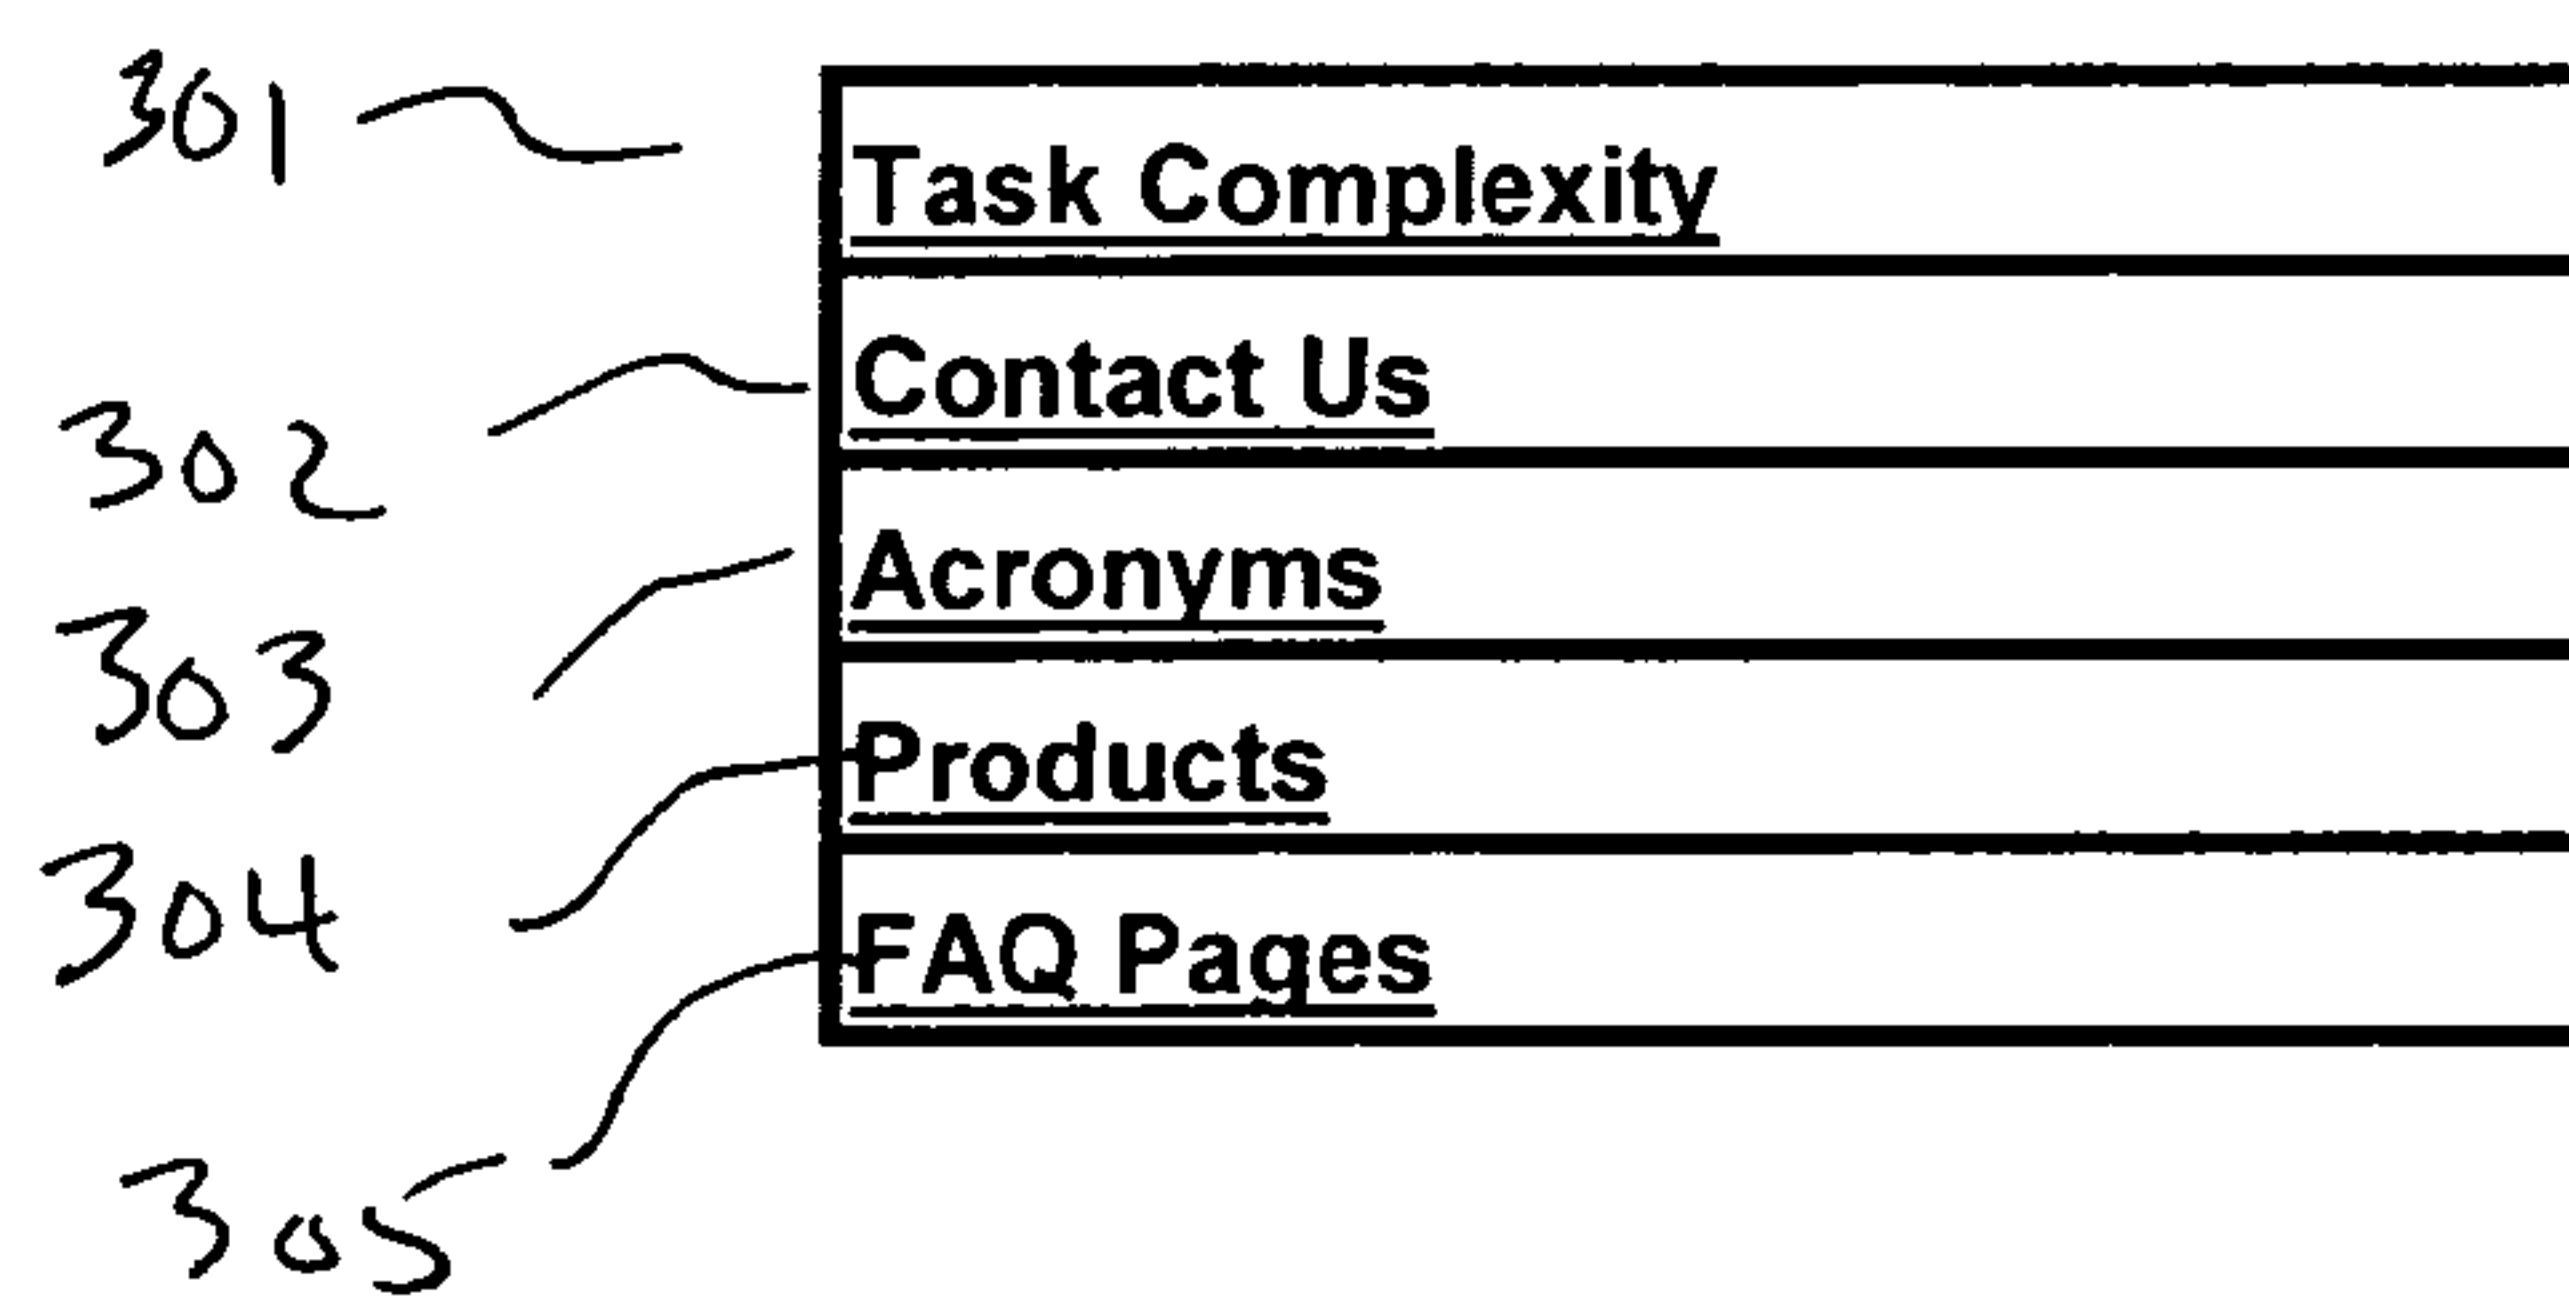 301 Task Complexity
302 Contact Us
303 Acronyms
304 Products
305 FAQ Pages